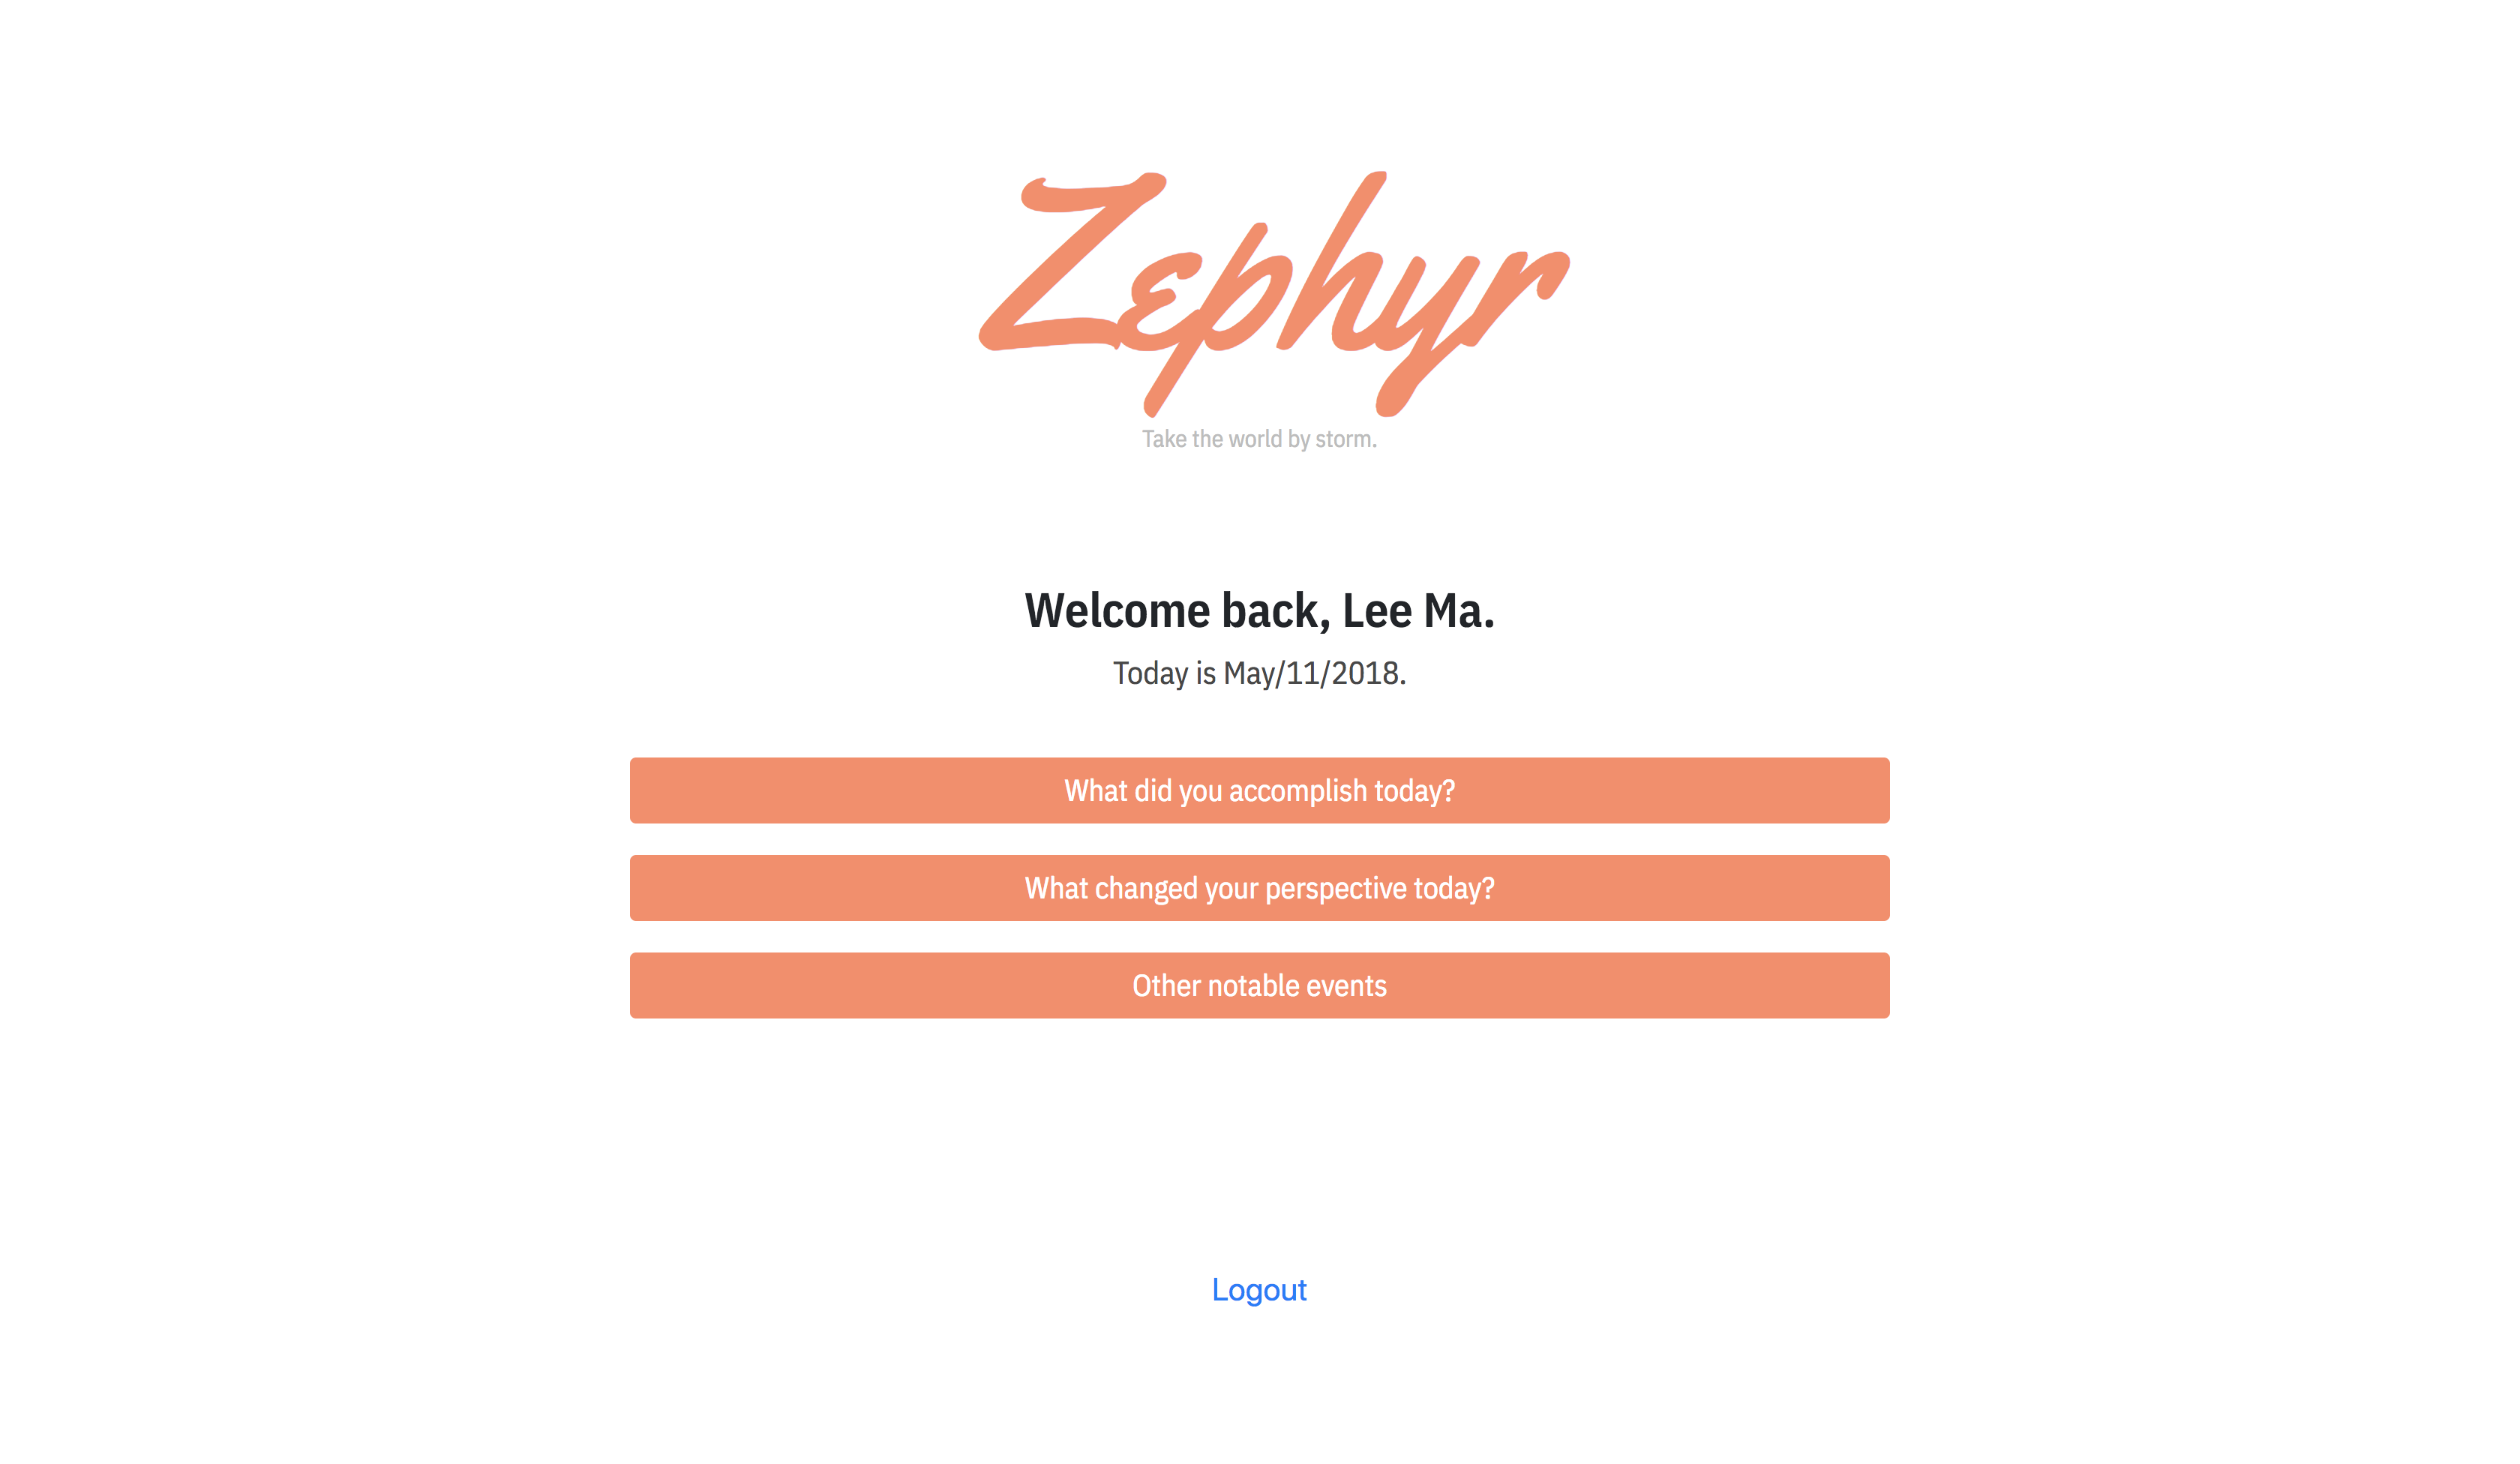 Zephyr
Take the world by storm.
Welcome back, Lee Ma.
Today is May/11/2018.
What did you accomplish today?
What changed your perspective today?
Other notable events
Logout